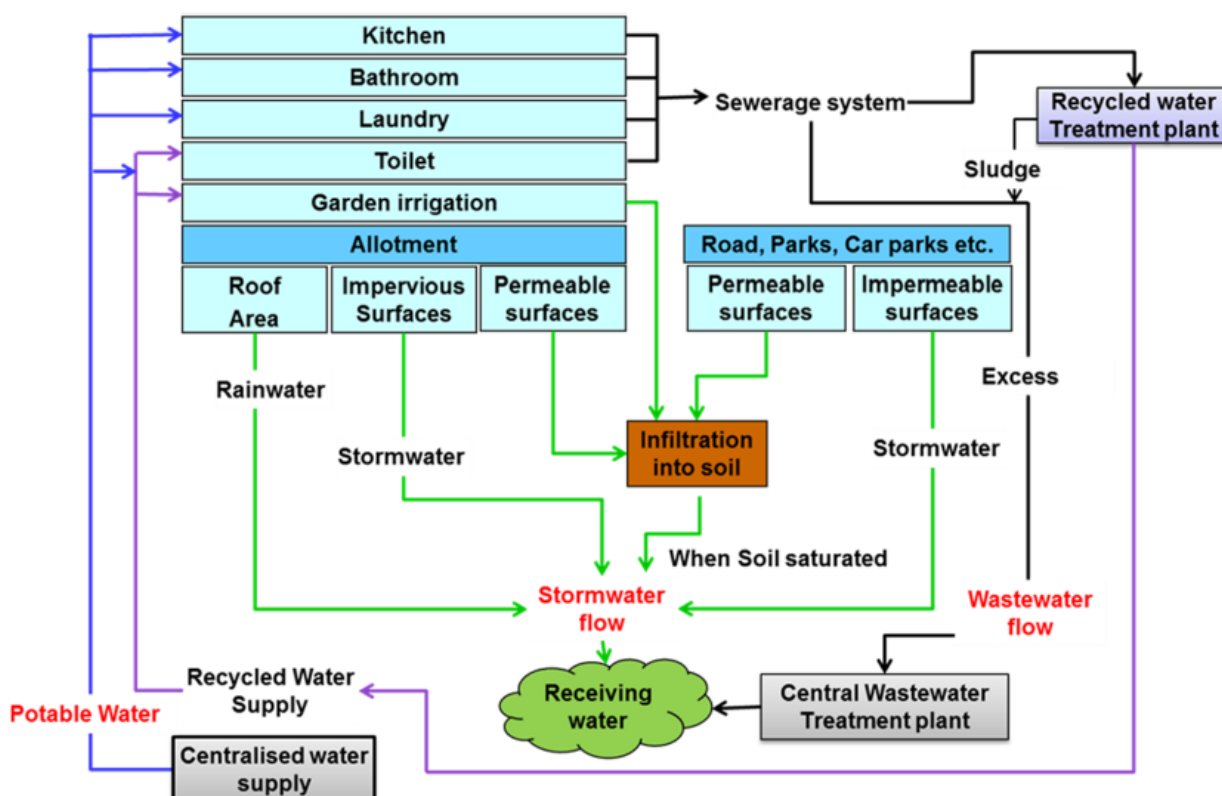 Kitchen
Bathroom
Laundry
Toilet
Garden irrigation
Allotment
Roof
Area
Impervious
Surfaces
Permeable
surfaces
Sewerage system
Recycled water
Treatment plant
Sludge
Road, Parks, Car parks etc.
Permeable
surfaces
Impermeable
surfaces
Rainwater
Stormwater
Infiltration
into soil
Excess
Stormwater
When Soil saturated
Stormwater
flow
Wastewater
flow
Recycled Water
Supply
Potable Water
Receiving
water
Central Wastewater
Treatment plant
Centralised water
supply